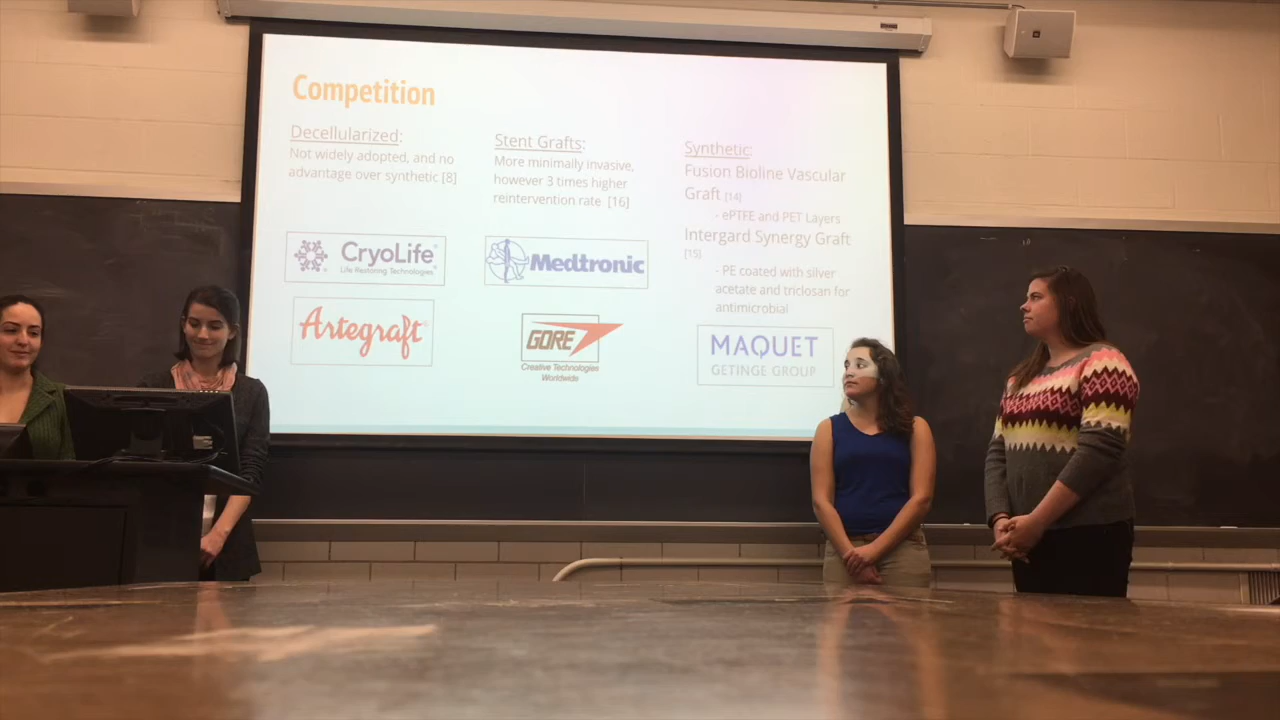 Competition
Decellularized:
Not widely adopted, and no
advantage over synthetic [8]
CryoLife®
Life Restoring Technologies®
Artegraft®
Stent Grafts:
More minimally invasive,
however 3 times higher
reintervention rate [16]
Medtronic
GORE
Creative Technologies
Worldwide
Synthetic:
Fusion Bioline Vascular
Graft [14]
- ePTFE and PET Layers
Intergard Synergy Graft
[15]
- PE coated with silver
acetate and triclosan for
antimicrobial
MAQUET
GETINGE GROUP